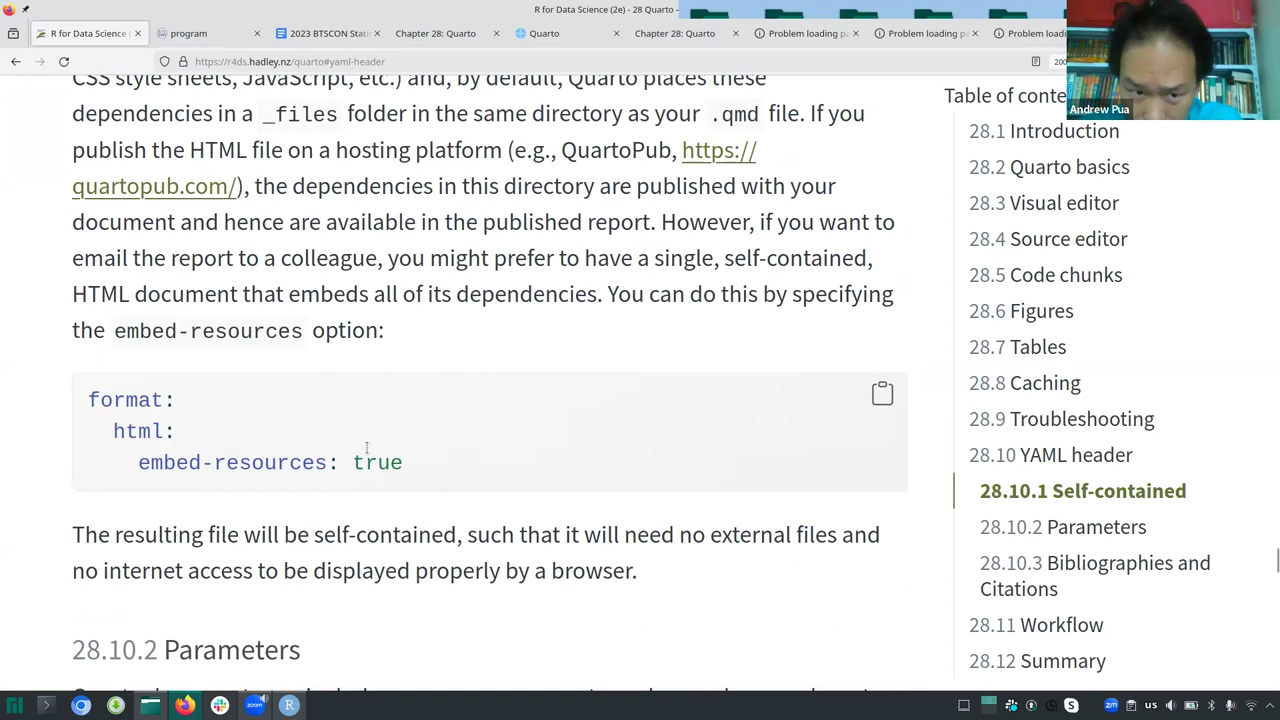 R for Data Science (2e) - 28 Quarto —
R for Data Science (
program
2023 BTSCON Stat
Chapter 28: Quarto
Quarto
Chapter 28: Quarto
Problem loading pa
Problem loading pa
Problem loadin
https://r4ds.hadley.nz/quarto#yaml-header
200
Andrew Pua
CSS style sheets, JavaScript, etc.) and, by default, Quarto places these
dependencies in a _files folder in the same directory as your .qmd file. If you
publish the HTML file on a hosting platform (e.g., QuartoPub, https://
quartopub.com/), the dependencies in this directory are published with your
document and hence are available in the published report. However, if you want to
email the report to a colleague, you might prefer to have a single, self-contained,
HTML document that embeds all of its dependencies. You can do this by specifying
the embed-resources option:
format:
html:
embed-resources: true
The resulting file will be self-contained, such that it will need no external files and
no internet access to be displayed properly by a browser.
28.10.2 Parameters
Table of conte
28.1 Introduction
28.2 Quarto basics
28.3 Visual editor
28.4 Source editor
28.5 Code chunks
28.6 Figures
28.7 Tables
28.8 Caching
28.9 Troubleshooting
28.10 YAML header
28.10.1 Self-contained
28.10.2 Parameters
28.10.3 Bibliographies and
Citations
28.11 Workflow
28.12 Summary
us